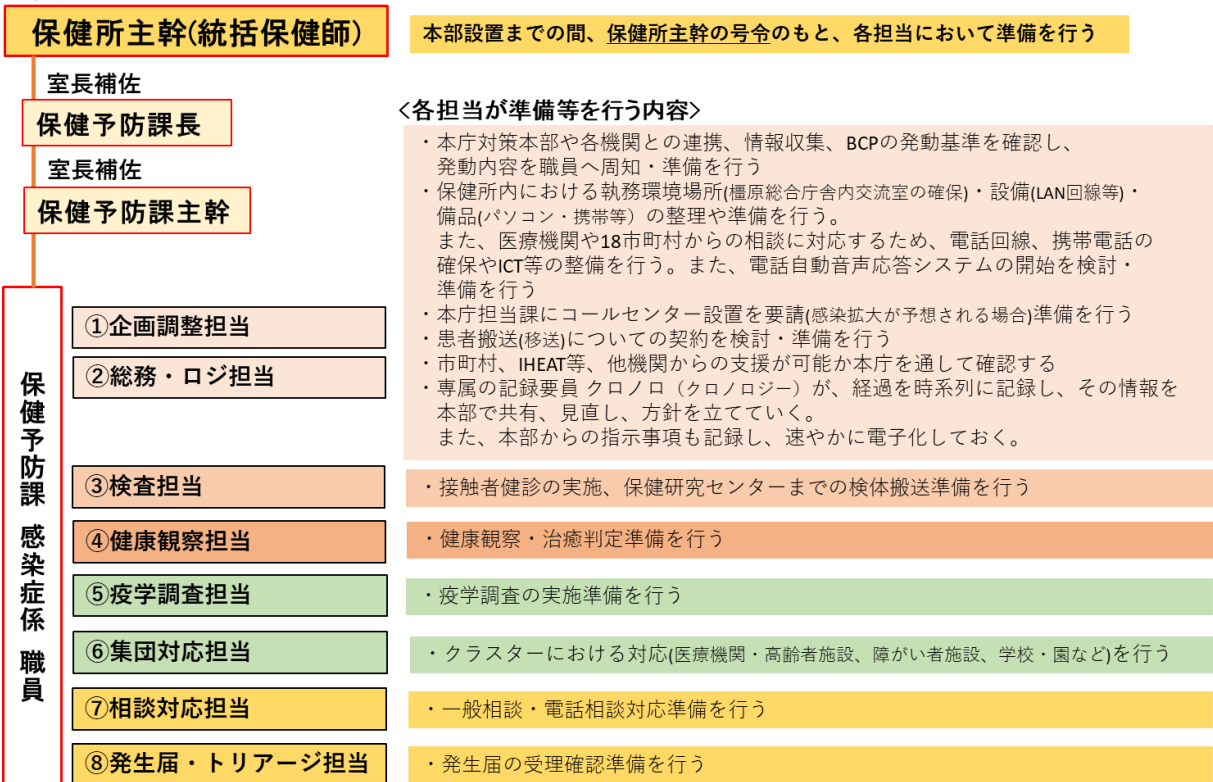 保健所主幹(統括保健師)
本部設置までの間、保健所主幹の号令のもと、各担当において準備を行う
室長補佐
保健予防課長
室長補佐
保健予防課主幹
<各担当が準備等を行う内容>
・本庁対策本部や各機関との連携、情報収集、BCPの発動基準を確認し、
発動内容を職員へ周知・準備を行う
・保健所内における執務環境場所(橿原総合庁舎内交流室の確保)・設備(LAN回線等)・
備品(パソコン・携帯等）の整理や準備を行う。
また、医療機関や18市町村からの相談に対応するため、電話回線、携帯電話の
確保やICT等の整備を行う。また、電話自動音声応答システムの開始を検討・
準備を行う
・本庁担当課にコールセンター設置を要請(感染拡大が予想される場合)準備を行う
・患者搬送(移送)についての契約を検討・準備を行う
・市町村、IHEAT等、他機関からの支援が可能か本庁を通して確認する
・専属の記録要員 クロノロ（クロノロジー）が、経過を時系列に記録し、その情報を
本部で共有、見直し、方針を立てていく。
また、本部からの指示事項も記録し、速やかに電子化しておく。
保健予防課 感染症係 職員
①企画調整担当
②総務・ロジ担当
③検査担当
・接触者健診の実施、保健研究センターまでの検体搬送準備を行う
④健康観察担当
・健康観察・治癒判定準備を行う
⑤疫学調査担当
・疫学調査の実施準備を行う
⑥集団対応担当
・クラスターにおける対応(医療機関・高齢者施設、障がい者施設、学校・園など)を行う
⑦相談対応担当
・一般相談・電話相談対応準備を行う
⑧発生届・トリアージ担当
・発生届の受理確認準備を行う